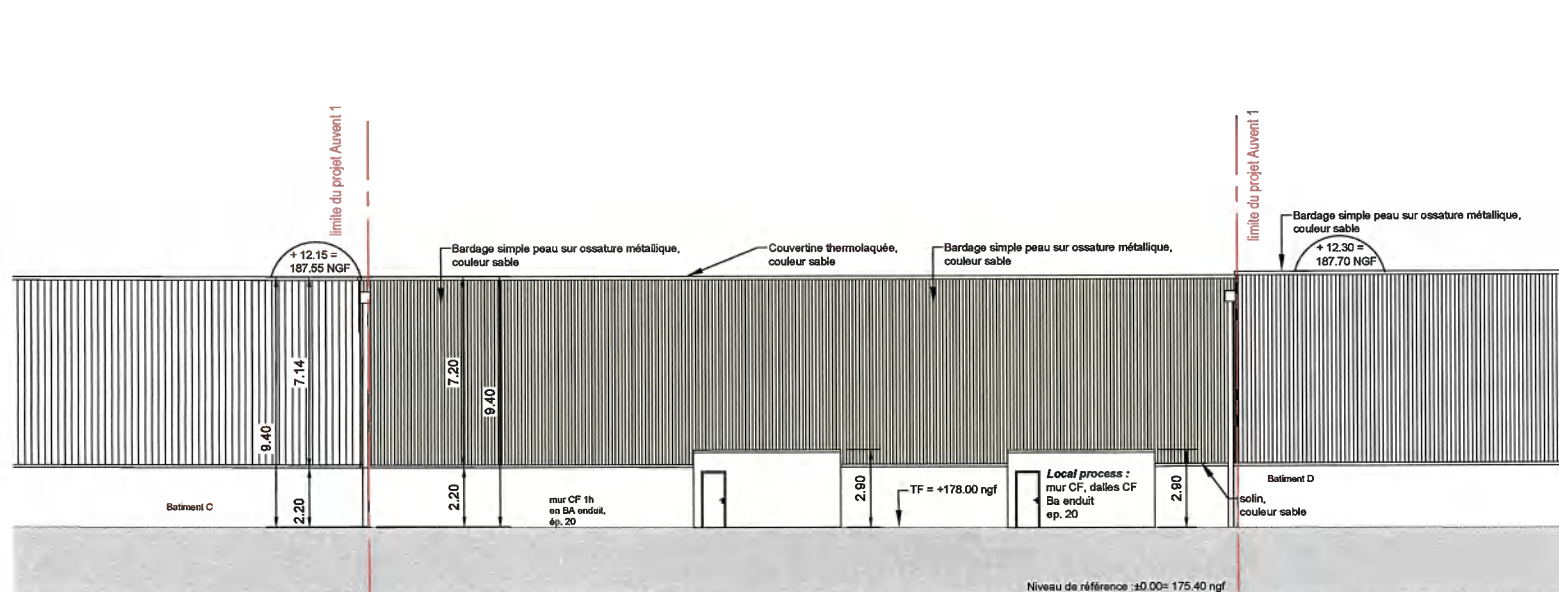 limite du projet Auvent 1
limite du projet Auvent 1
Bardage simple peau sur ossature métallique,
couleur sable
+ 12.15 =
187.55 NGF
Bardage simple peau sur ossature métallique,
couleur sable
Couvertine thermolaquée,
couleur sable
Bardage simple peau sur ossature métallique,
couleur sable
+ 12.30 =
187.70 NGF
7.14
7.20
9.40
9.40
2.20
2.20
2.90
2.90
Batiment C
mur CF 1h
en BA enduit,
ép. 20
TF = +178.00 ngf
Local process :
mur CF, dalles CF
Ba enduit
ep. 20
Batiment D
solin,
couleur sable
Niveau de référence :±0.00= 175.40 ngf